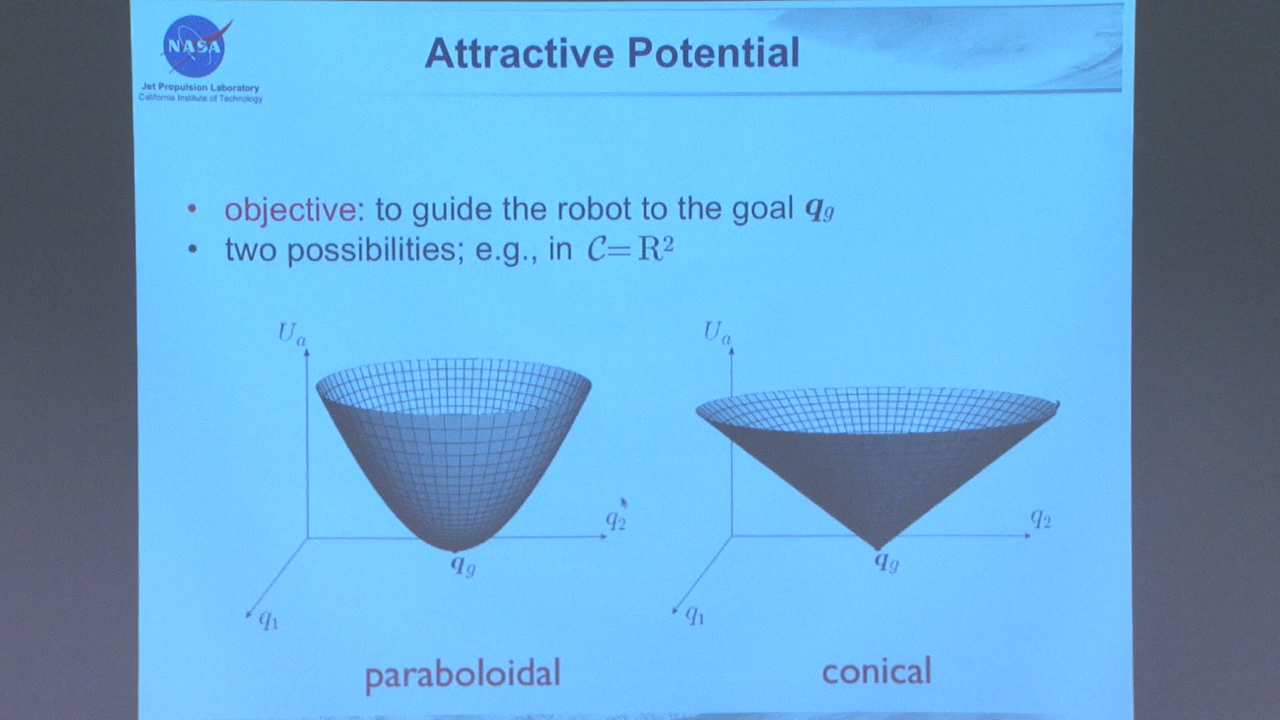 NASA
Jet Propulsion Laboratory
California Institute of Technology
Attractive Potential
• objective: to guide the robot to the goal q_g
• two possibilities; e.g., in C=R²
U_a
U_a
q_2
q_2
q_g
q_g
q_1
q_1
paraboloidal
conical